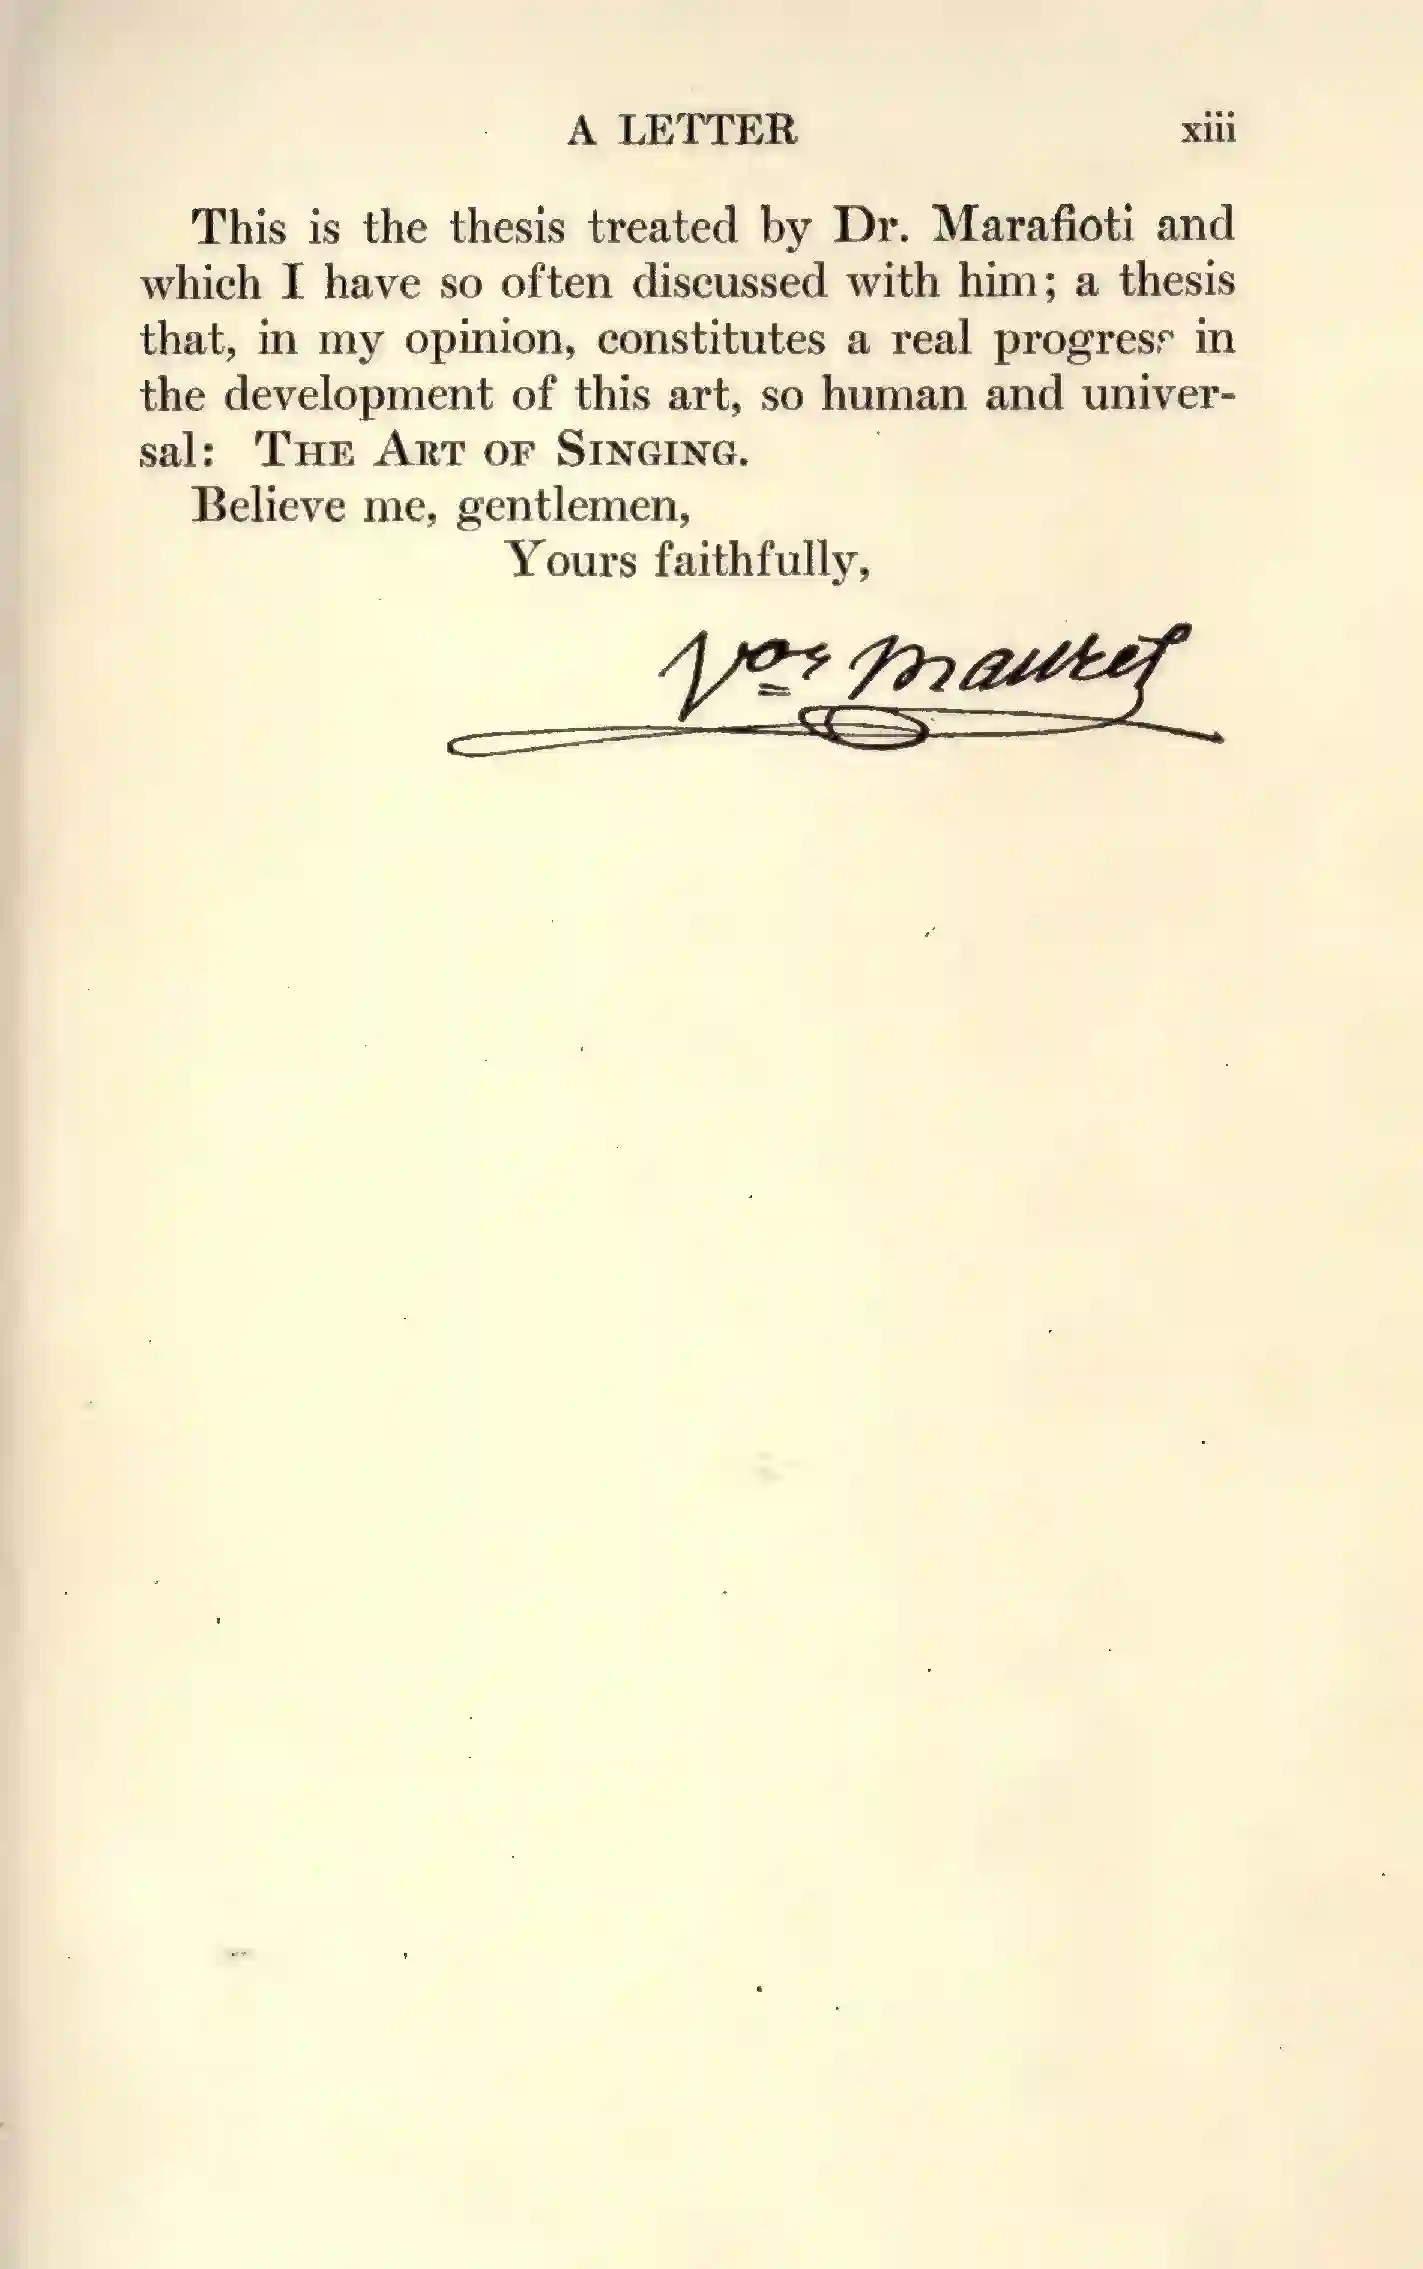 A LETTER xiii
This is the thesis treated by Dr. Marafioti and
which I have so often discussed with him; a thesis
that, in my opinion, constitutes a real progress in
the development of this art, so human and univer-
sal: THE ART OF SINGING.
Believe me, gentlemen,
Yours faithfully,
Maurel